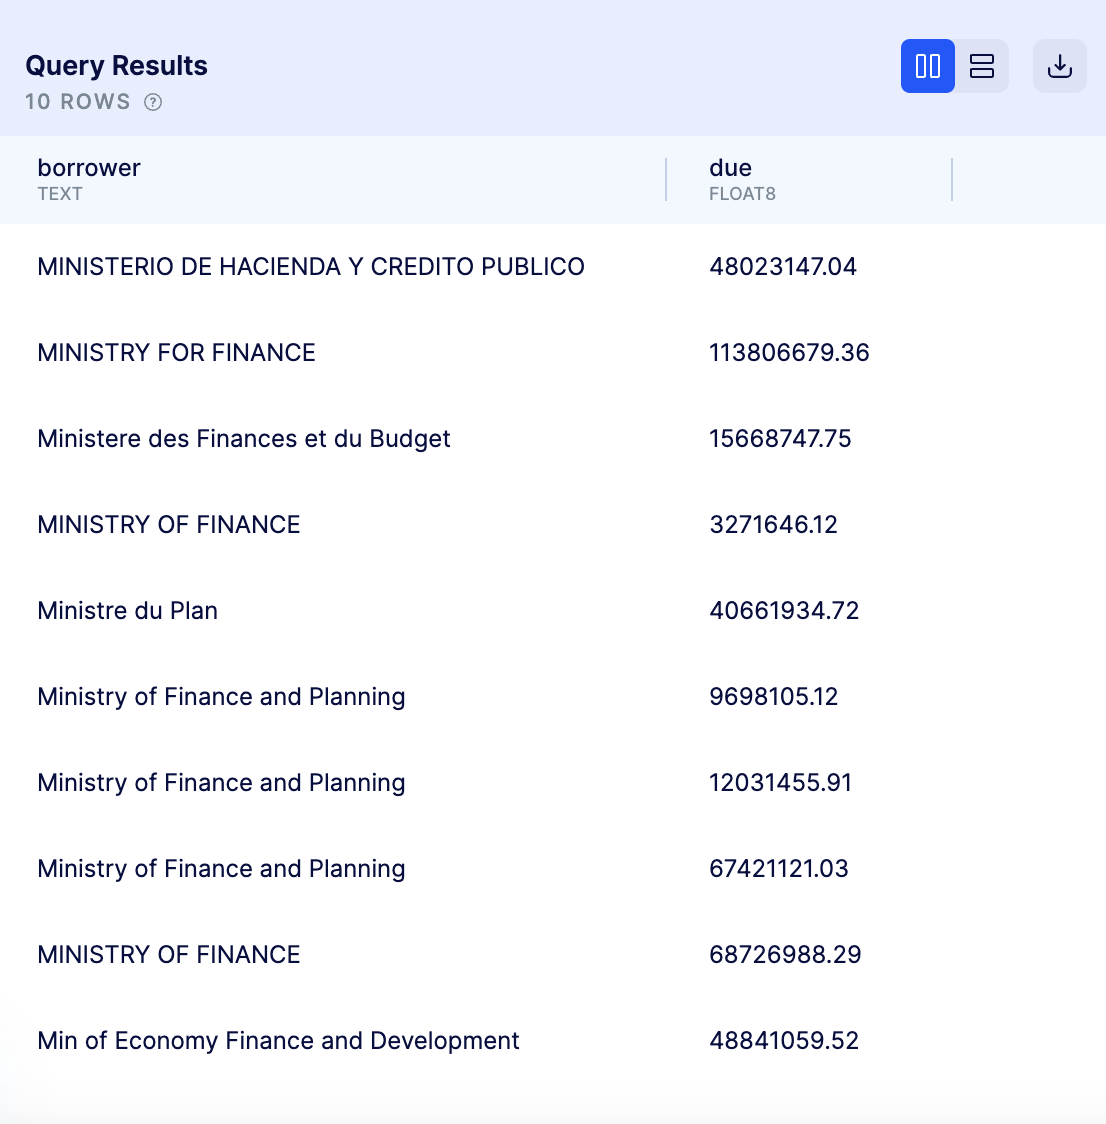 Query Results
10 ROWS ?
borrower due
TEXT FLOAT8
MINISTERIO DE HACIENDA Y CREDITO PUBLICO 48023147.04
MINISTRY FOR FINANCE 113806679.36
Ministere des Finances et du Budget 15668747.75
MINISTRY OF FINANCE 3271646.12
Ministre du Plan 40661934.72
Ministry of Finance and Planning 9698105.12
Ministry of Finance and Planning 12031455.91
Ministry of Finance and Planning 67421121.03
MINISTRY OF FINANCE 68726988.29
Min of Economy Finance and Development 48841059.52